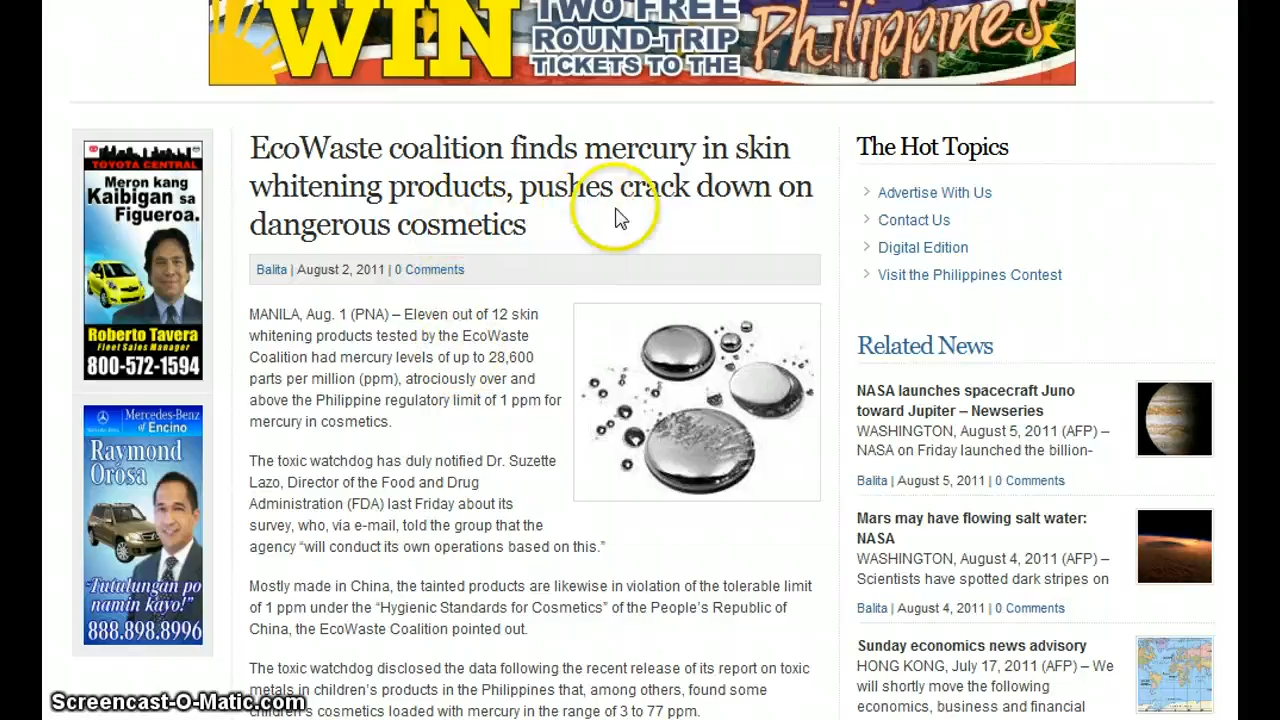 WIN
TWO FREE
ROUND-TRIP
TICKETS TO THE
Philippines
TOYOTA CENTRAL
Meron kang
Kaibigan sa
Figueroa.
Roberto Tavera
Fleet Sales Manager
800-572-1594
Mercedes-Benz
of Encino
Raymond
Orosa
"Tutulungan po
namin kayo!"
888.898.8996
EcoWaste coalition finds mercury in skin
whitening products, pushes crack down on
dangerous cosmetics
Balita | August 2, 2011 | 0 Comments
MANILA, Aug. 1 (PNA) – Eleven out of 12 skin
whitening products tested by the EcoWaste
Coalition had mercury levels of up to 28,600
parts per million (ppm), atrociously over and
above the Philippine regulatory limit of 1 ppm for
mercury in cosmetics.
The toxic watchdog has duly notified Dr. Suzette
Lazo, Director of the Food and Drug
Administration (FDA) last Friday about its
survey, who, via e-mail, told the group that the
agency “will conduct its own operations based on this.”
Mostly made in China, the tainted products are likewise in violation of the tolerable limit
of 1 ppm under the “Hygienic Standards for Cosmetics” of the People’s Republic of
China, the EcoWaste Coalition pointed out.
The toxic watchdog disclosed the data following the recent release of its report on toxic
metals in children’s products in the Philippines that, among others, found some
children’s cosmetics loaded with mercury in the range of 3 to 77 ppm.
The Hot Topics
Advertise With Us
Contact Us
Digital Edition
Visit the Philippines Contest
Related News
NASA launches spacecraft Juno
toward Jupiter – Newseries
WASHINGTON, August 5, 2011 (AFP) –
NASA on Friday launched the billion-
Balita | August 5, 2011 | 0 Comments
Mars may have flowing salt water:
NASA
WASHINGTON, August 4, 2011 (AFP) –
Scientists have spotted dark stripes on
Balita | August 4, 2011 | 0 Comments
Sunday economics news advisory
HONG KONG, July 17, 2011 (AFP) – We
will shortly move the following
economics, business and financial
Screencast-O-Matic.com